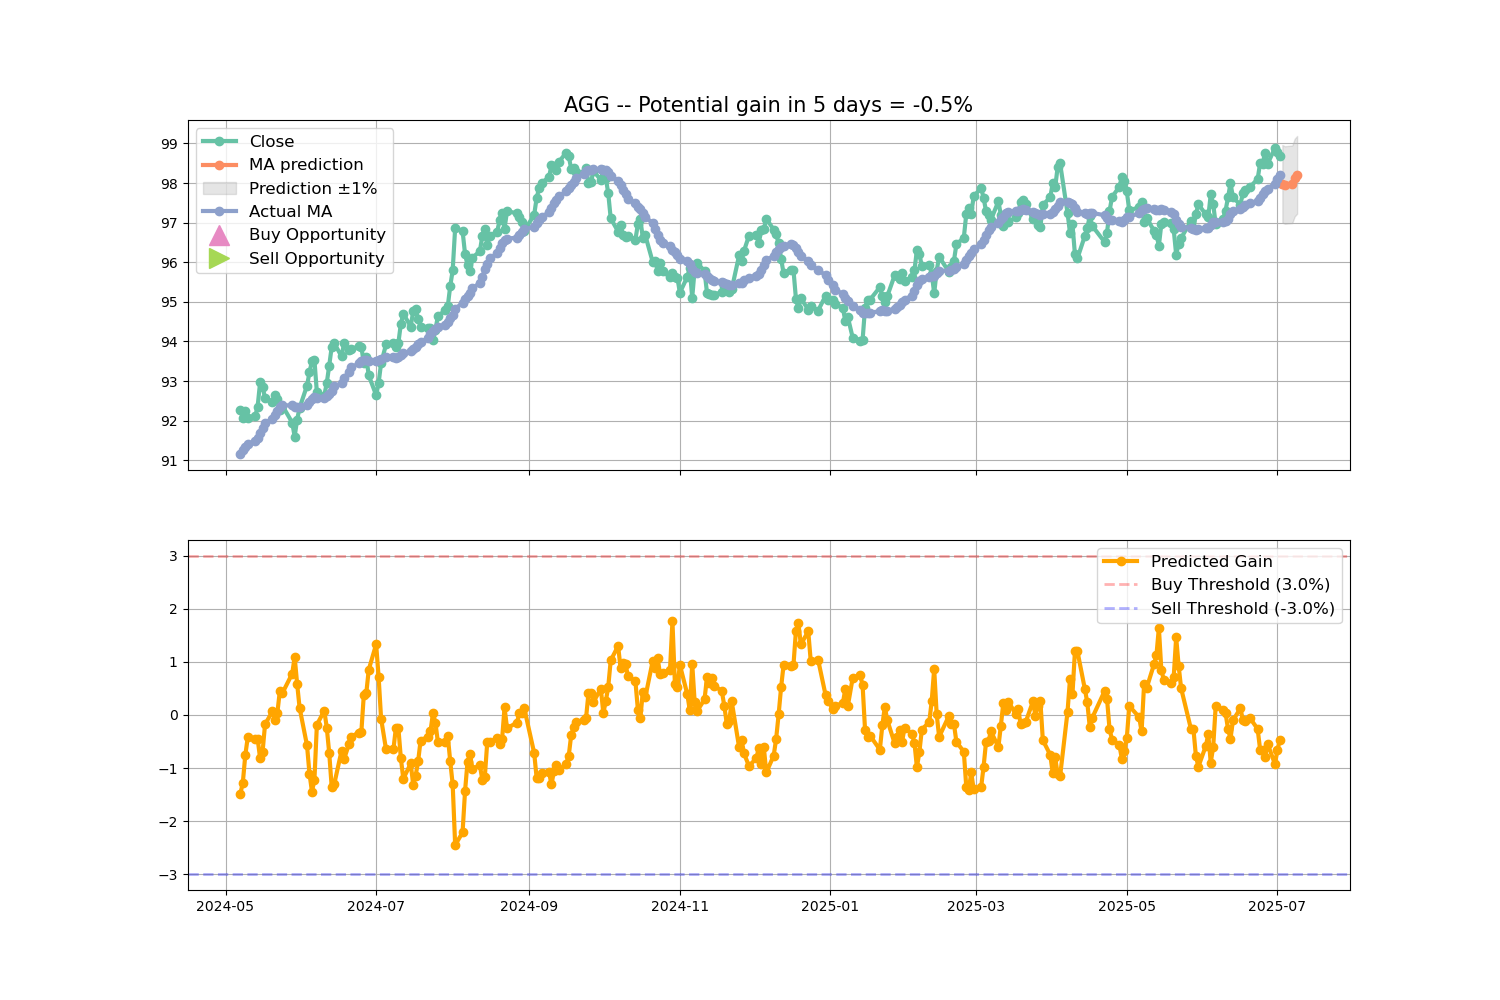 AGG -- Potential gain in 5 days = -0.5%
99
98
97
96
95
94
93
92
91
Close
MA prediction
Prediction ±1%
Actual MA
Buy Opportunity
Sell Opportunity
3
2
1
0
−1
−2
−3
Predicted Gain
Buy Threshold (3.0%)
Sell Threshold (-3.0%)
2024-05
2024-07
2024-09
2024-11
2025-01
2025-03
2025-05
2025-07